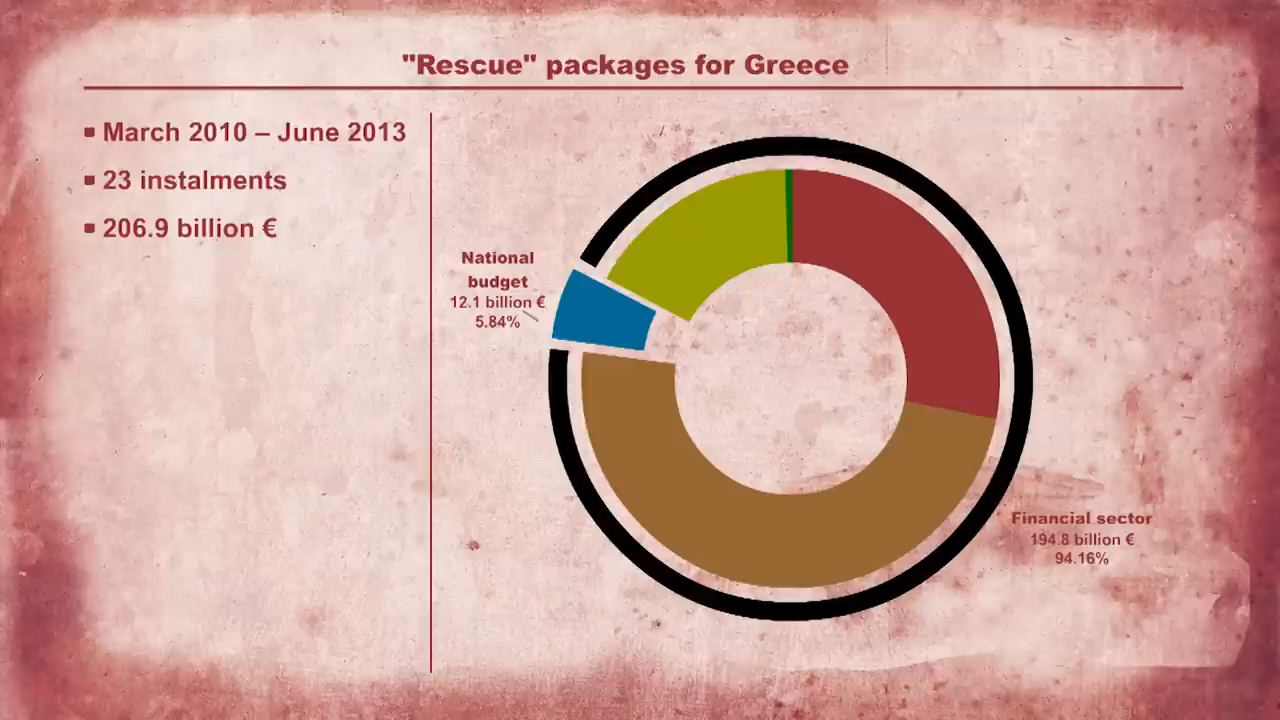 "Rescue" packages for Greece
March 2010 – June 2013
23 instalments
206.9 billion €
National
budget
12.1 billion €
5.84%
Financial sector
194.8 billion €
94.16%